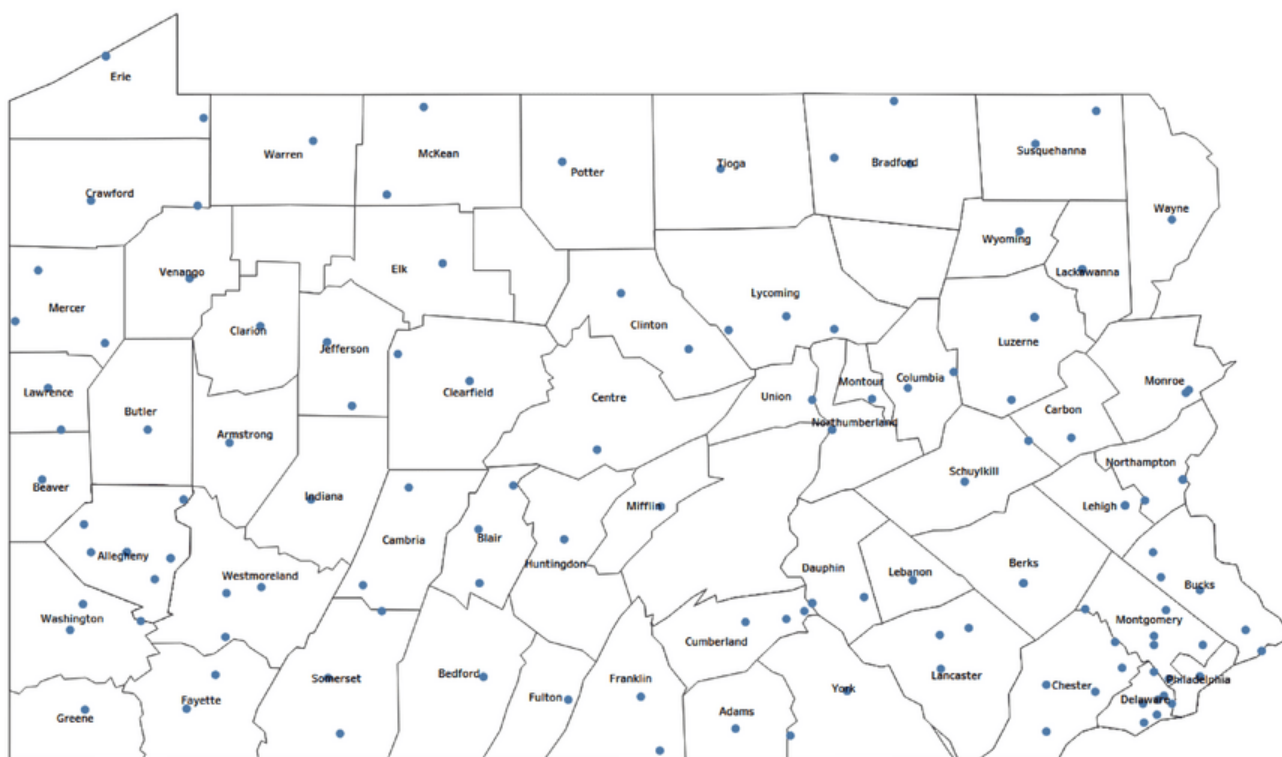 Erie
Warren
McKean
Potter
Tioga
Bradford
Susquehanna
Crawford
Wayne
Wyoming
Venango
Elk
Lackawanna
Mercer
Lycoming
Clinton
Clarion
Jefferson
Luzerne
Lawrence
Clearfield
Centre
Union
Montour
Columbia
Monroe
Butler
Carbon
Armstrong
Northumberland
Beaver
Northampton
Schuylkill
Indiana
Mifflin
Lehigh
Allegheny
Cambria
Blair
Huntingdon
Westmoreland
Dauphin
Lebanon
Berks
Bucks
Washington
Cumberland
Montgomery
Somerset
Bedford
Franklin
Lancaster
Philadelphia
Fayette
Fulton
York
Chester
Delaware
Greene
Adams